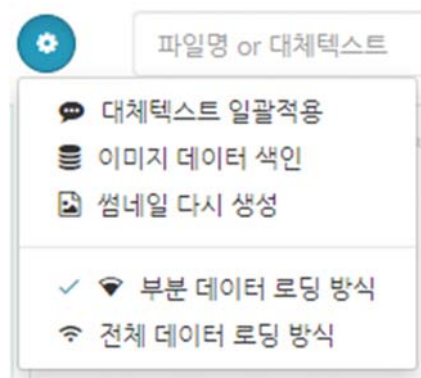 파일명 or 대체텍스트
대체텍스트 일괄적용
이미지 데이터 색인
썸네일 다시 생성
부분 데이터 로딩 방식
전체 데이터 로딩 방식